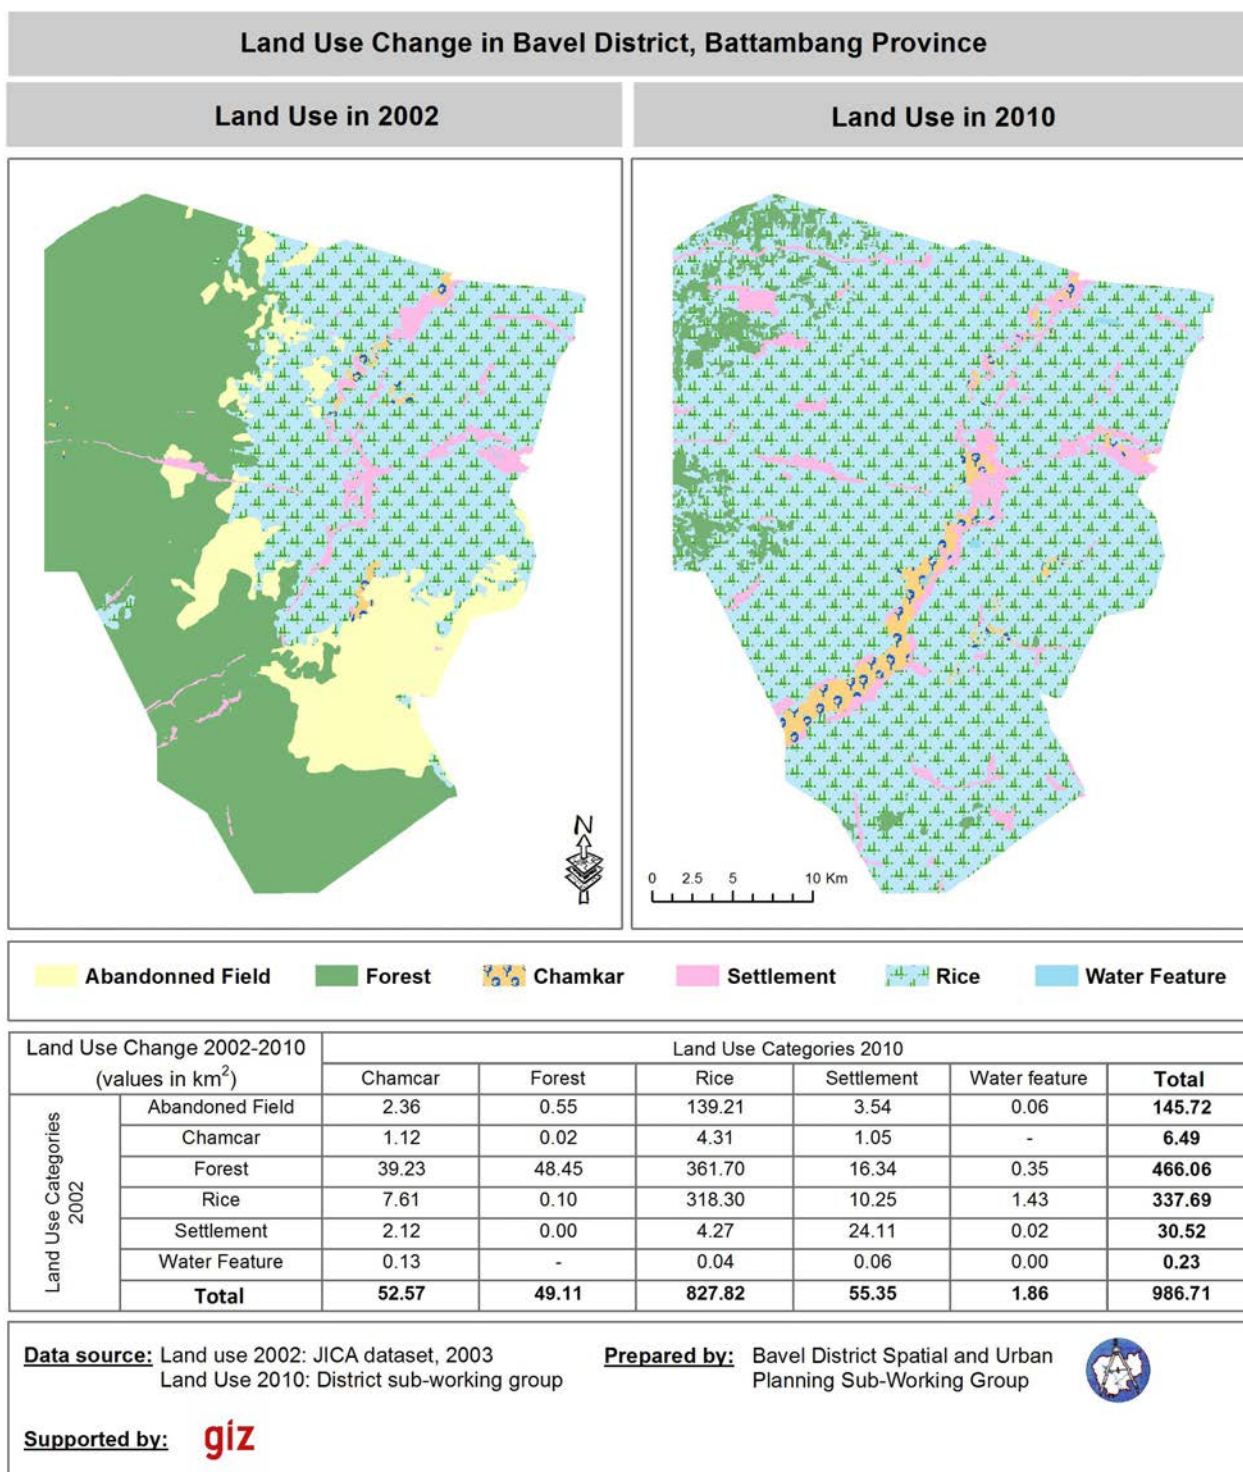 Land Use Change in Bavel District, Battambang Province
Land Use in 2002
Land Use in 2010
N
0 2.5 5 10 Km
Abandonned Field Forest Chamkar Settlement Rice Water Feature
Land Use Change 2002-2010
(values in km²)
Land Use Categories 2010
Chamcar Forest Rice Settlement Water feature Total
Land Use Categories
2002
Abandoned Field 2.36 0.55 139.21 3.54 0.06 145.72
Chamcar 1.12 0.02 4.31 1.05 - 6.49
Forest 39.23 48.45 361.70 16.34 0.35 466.06
Rice 7.61 0.10 318.30 10.25 1.43 337.69
Settlement 2.12 0.00 4.27 24.11 0.02 30.52
Water Feature 0.13 - 0.04 0.06 0.00 0.23
Total 52.57 49.11 827.82 55.35 1.86 986.71
Data source: Land use 2002: JICA dataset, 2003
Land Use 2010: District sub-working group
Prepared by: Bavel District Spatial and Urban
Planning Sub-Working Group
Supported by: giz